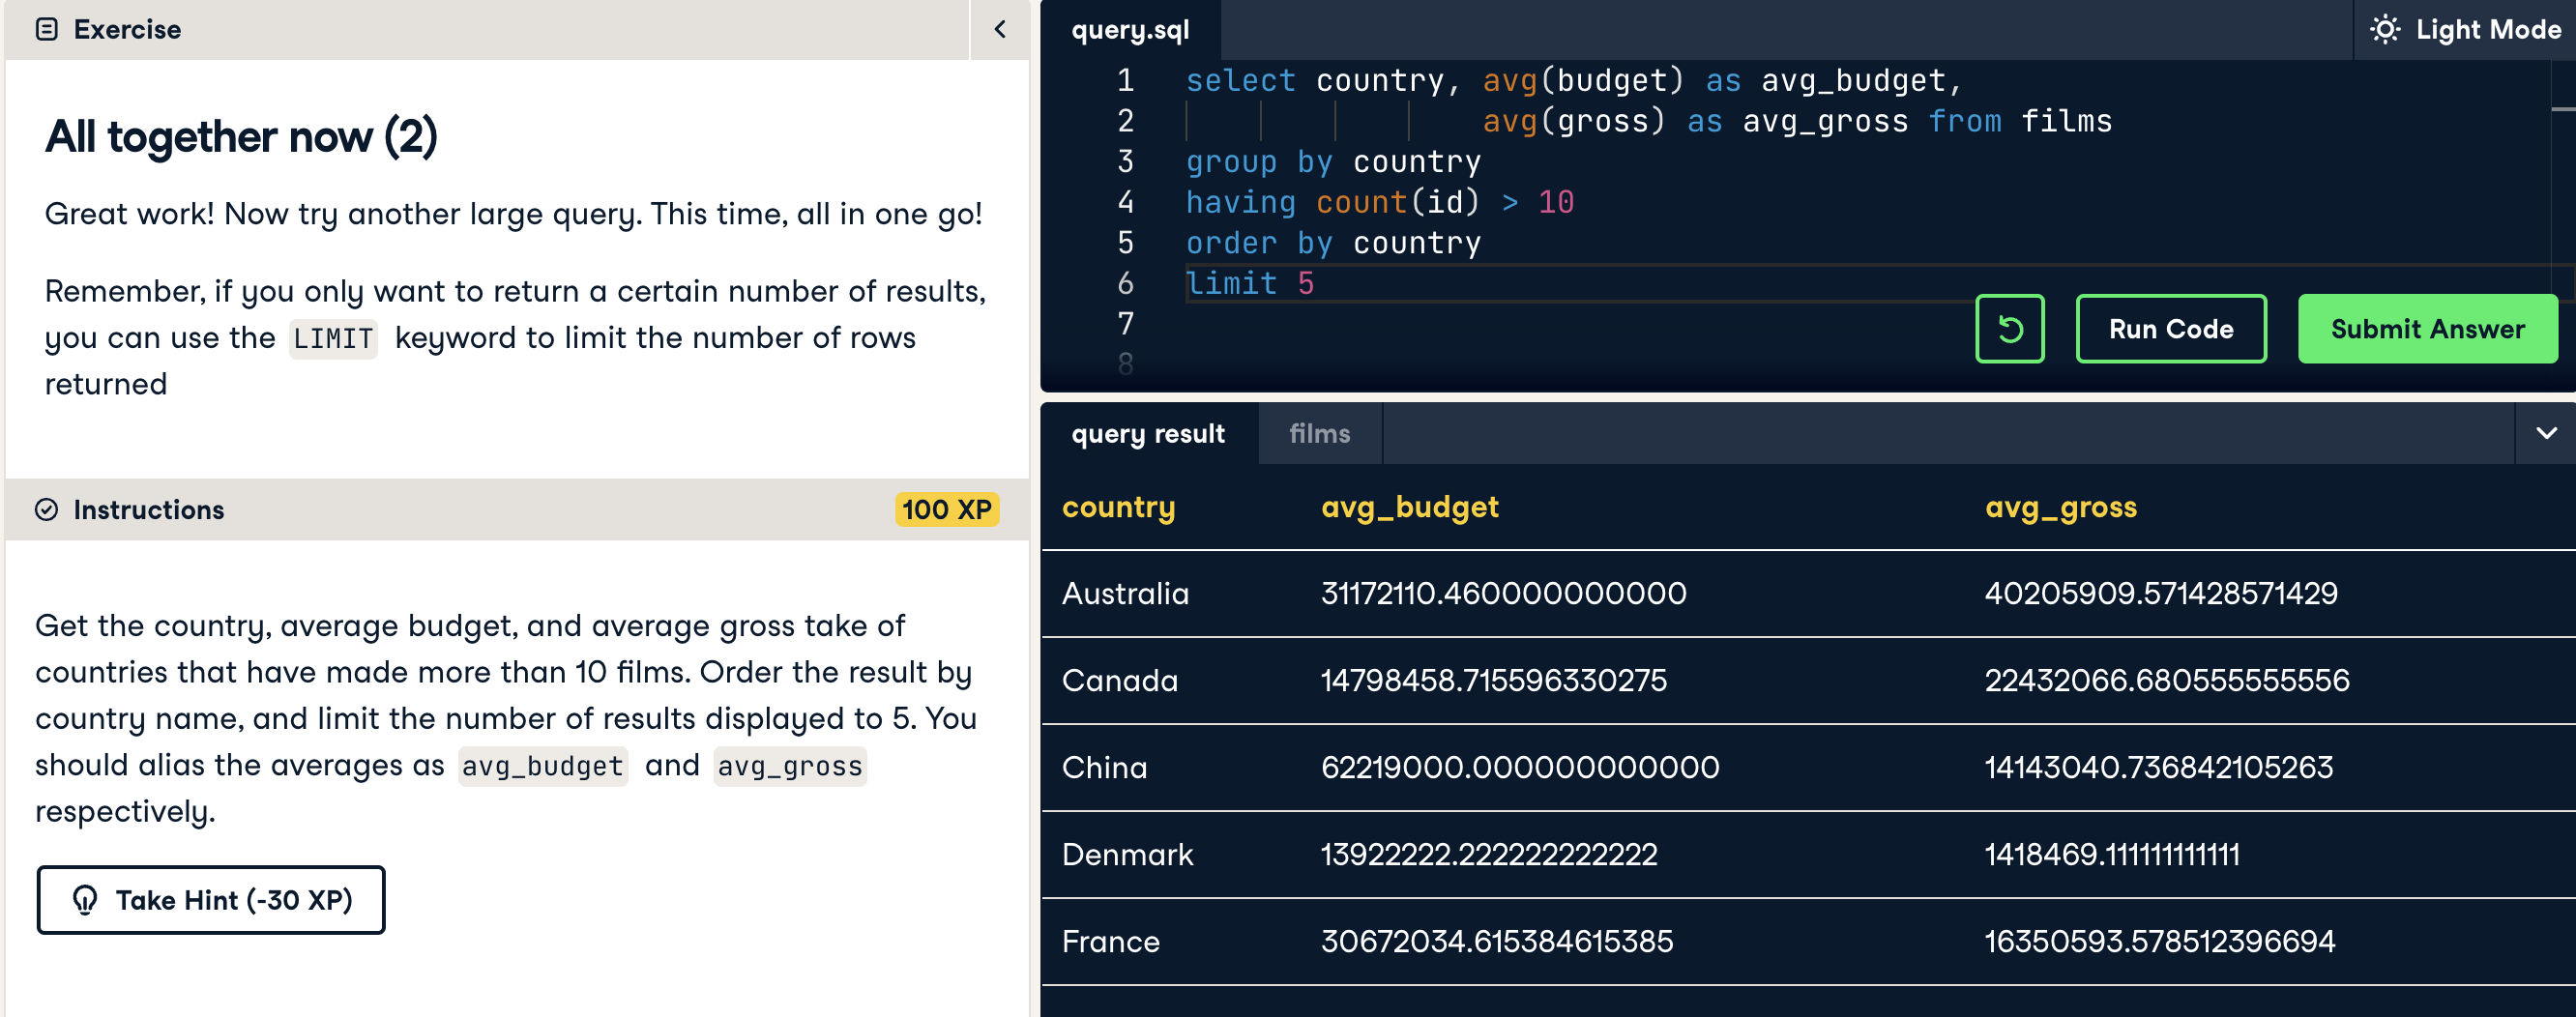 Exercise
All together now (2)
Great work! Now try another large query. This time, all in one go!
Remember, if you only want to return a certain number of results,
you can use the LIMIT keyword to limit the number of rows
returned
Instructions
100 XP
Get the country, average budget, and average gross take of
countries that have made more than 10 films. Order the result by
country name, and limit the number of results displayed to 5. You
should alias the averages as avg_budget and avg_gross
respectively.
Take Hint (-30 XP)
query.sql
Light Mode
1 select country, avg(budget) as avg_budget,
2 avg(gross) as avg_gross from films
3 group by country
4 having count(id) > 10
5 order by country
6 limit 5
7
8
Run Code
Submit Answer
query result
films
country avg_budget avg_gross
Australia 31172110.460000000000 40205909.571428571429
Canada 14798458.715596330275 22432066.680555555556
China 62219000.000000000000 14143040.736842105263
Denmark 13922222.222222222222 1418469.111111111111
France 30672034.615384615385 16350593.578512396694